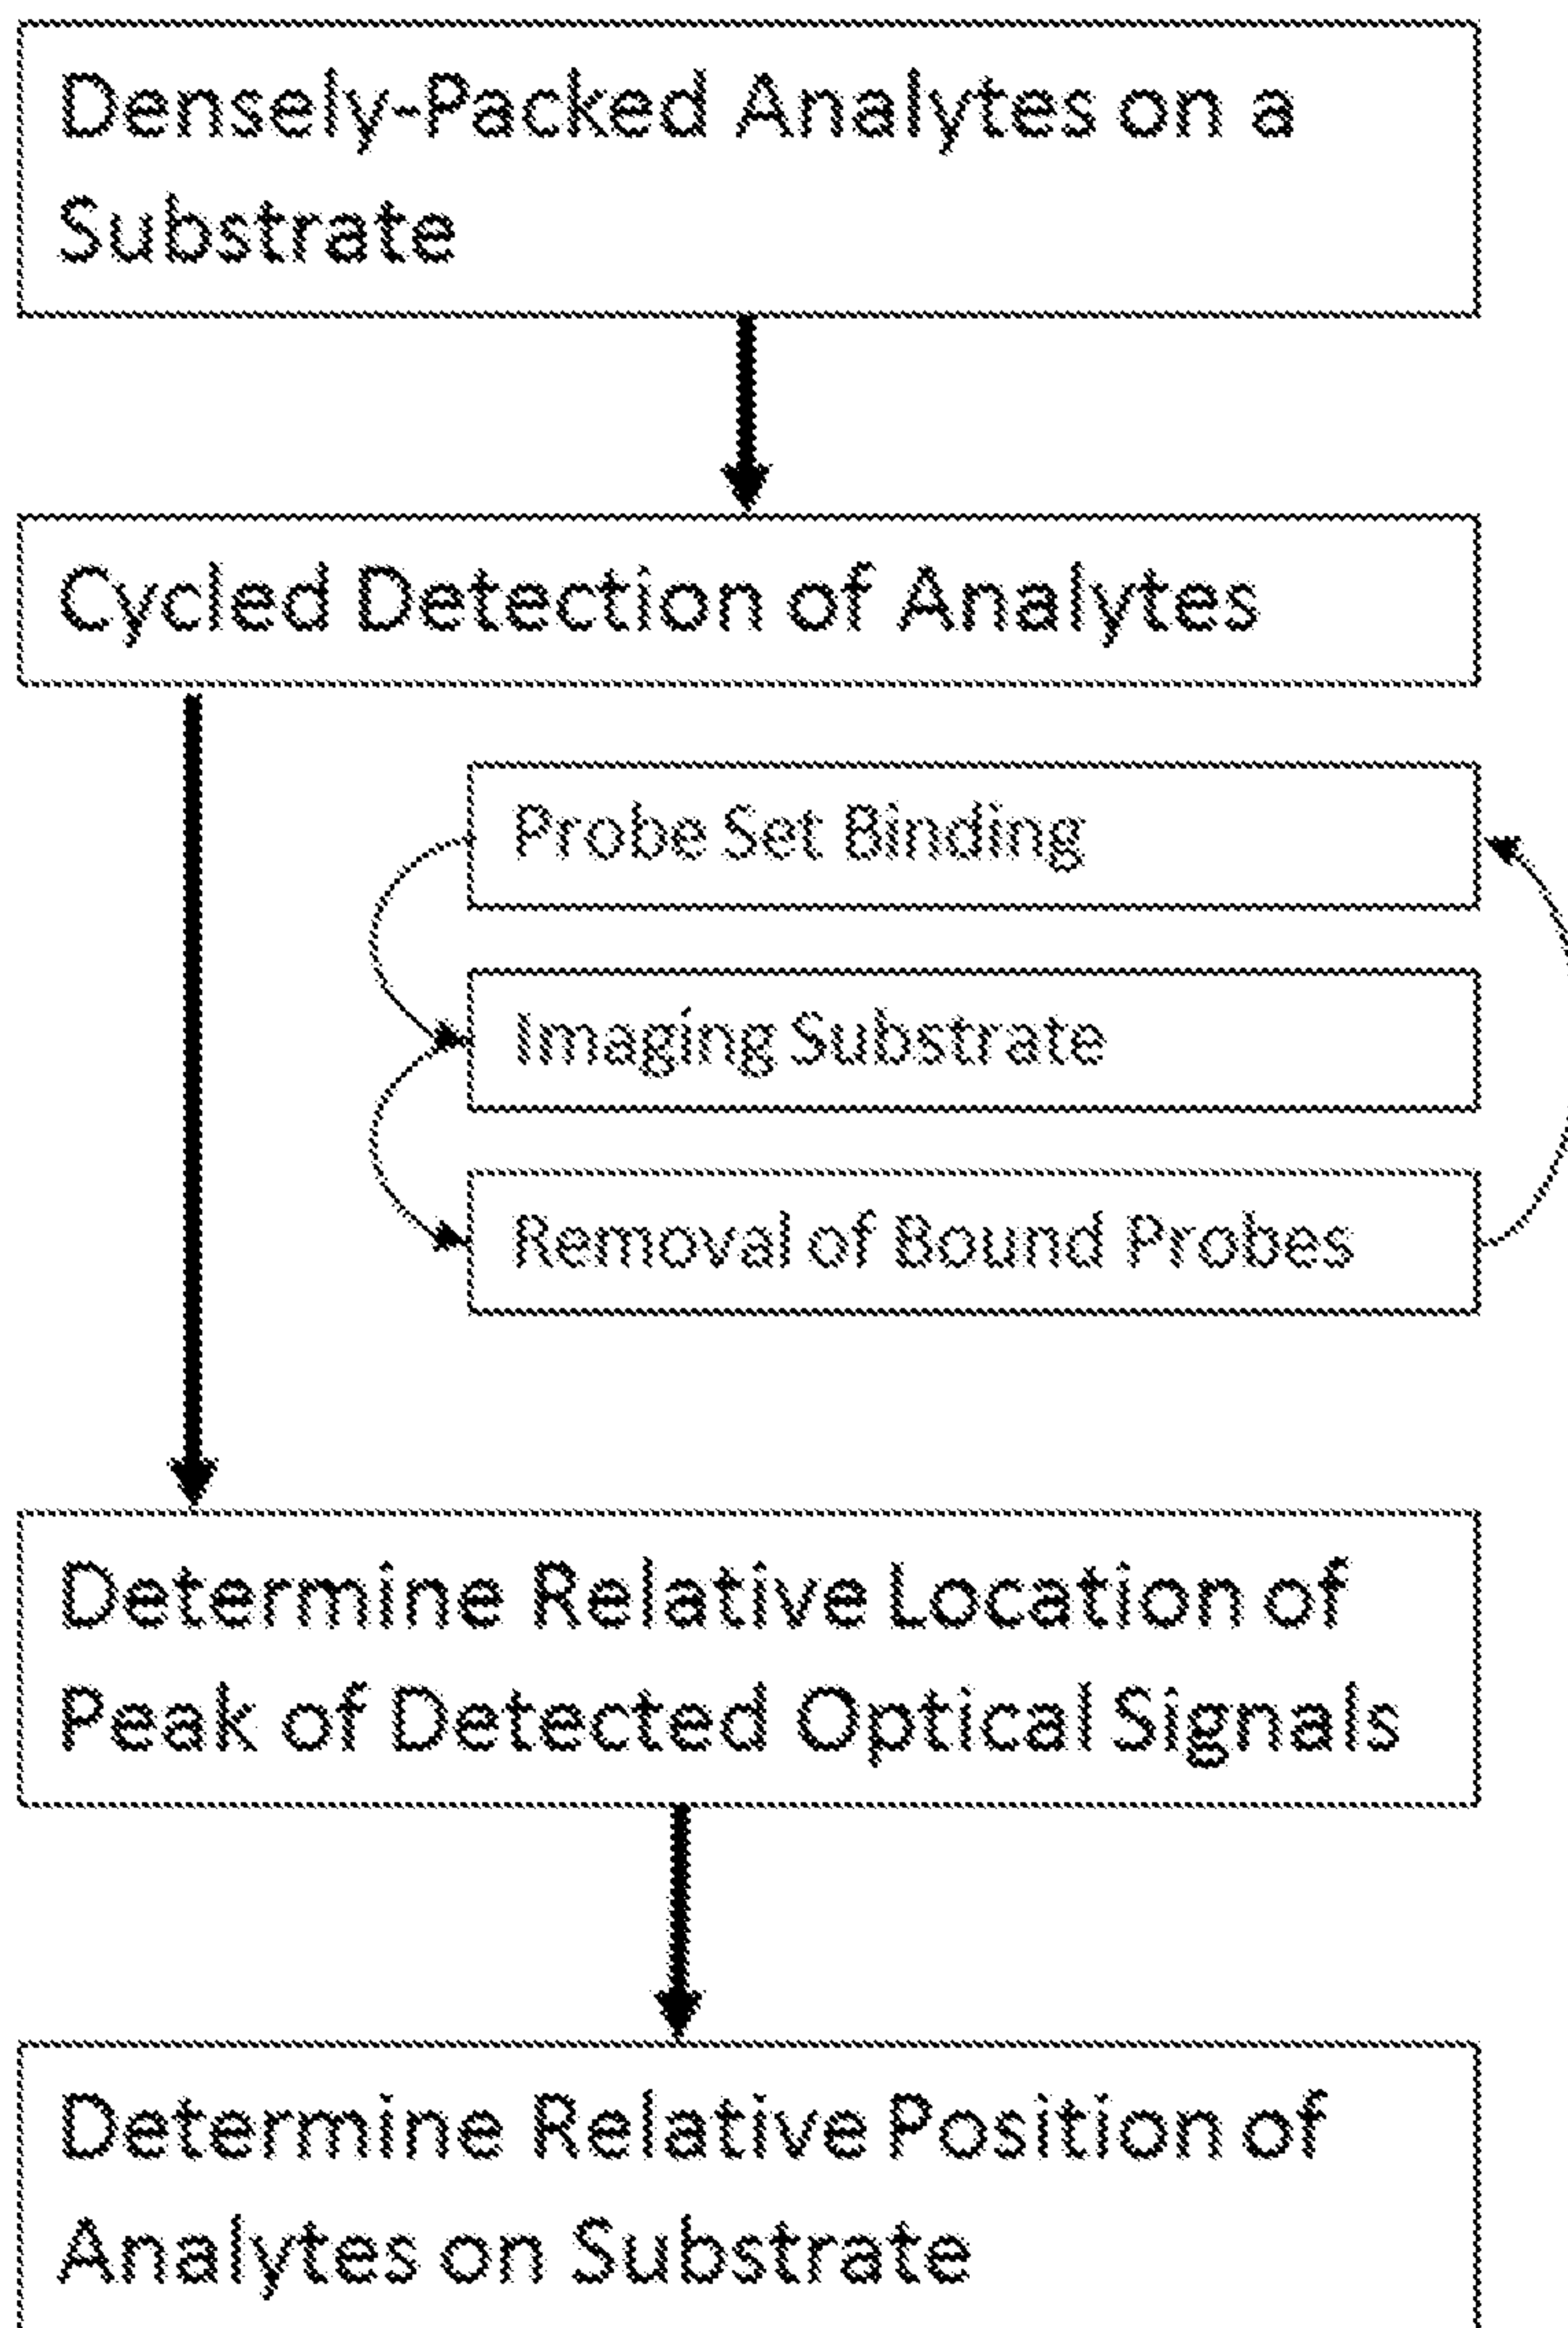 Densely-Packed Analytes on a
Substrate
Cycled Detection of Analytes
Probe Set Binding
Imaging Substrate
Removal of Bound Probes
Determine Relative Location of
Peak of Detected Optical Signals
Determine Relative Position of
Analytes on Substrate